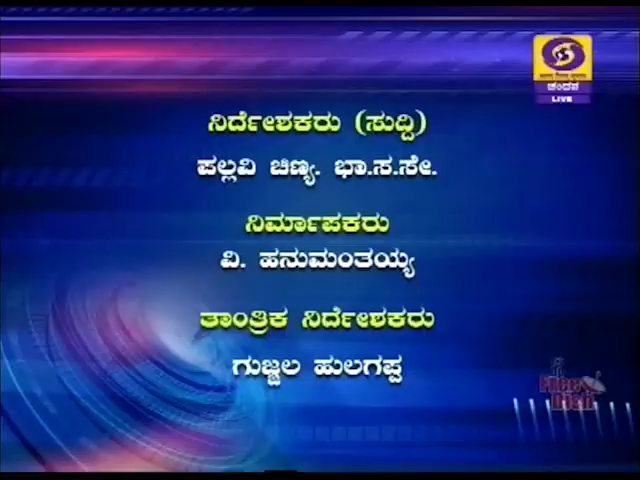 ಚಂದನ
LIVE
ನಿರ್ದೇಶಕರು (ಸುದ್ದಿ)
ಪಲ್ಲವಿ ಚಿಣ್ಯ. ಭಾ.ಸ.ಸೇ.
ನಿರ್ಮಾಪಕರು
ವಿ. ಹನುಮಂತಯ್ಯ
ತಾಂತ್ರಿಕ ನಿರ್ದೇಶಕರು
ಗುಜ್ಜಲ ಹುಲಗಪ್ಪ